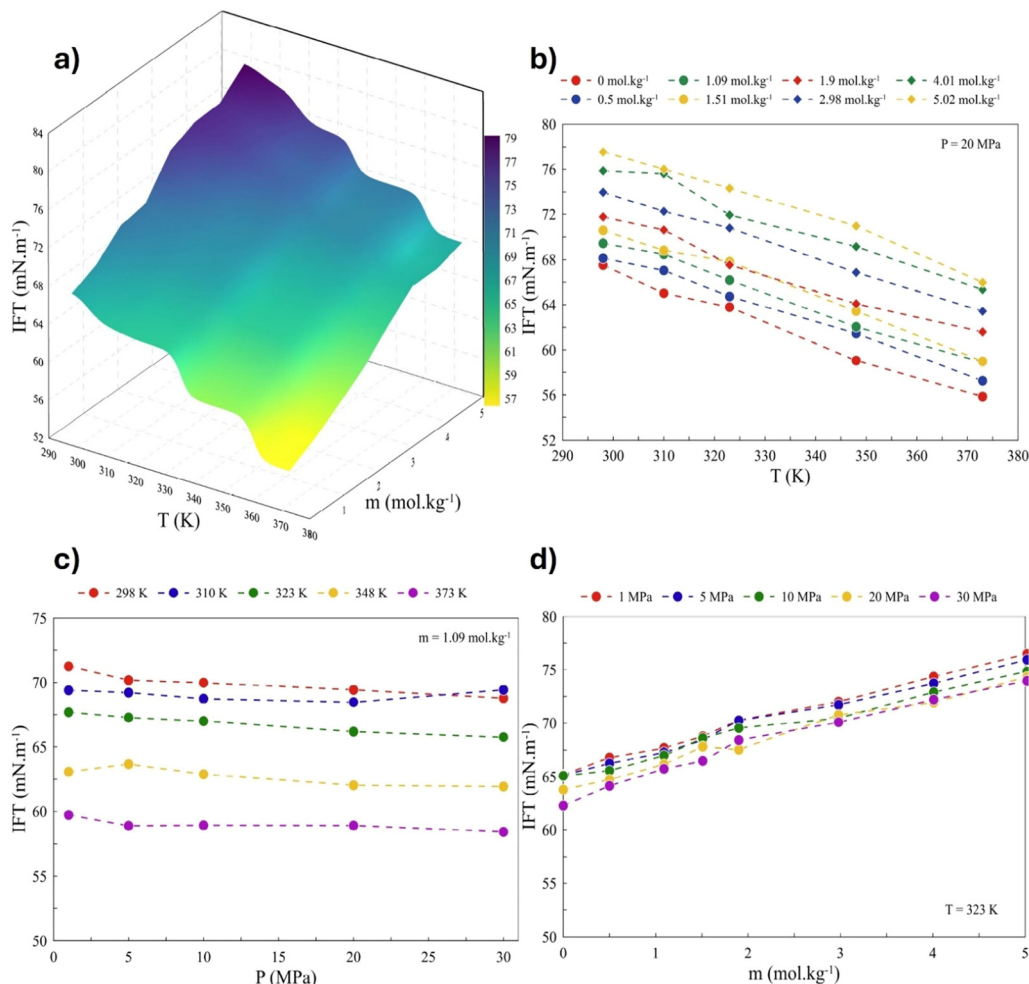 a)
IFT (mN.m⁻¹)
84
80
76
72
68
64
60
56
52
290
300
310
320
330
340
350
360
370
380
T (K)
1
2
3
4
5
m (mol.kg⁻¹)
79
77
75
73
71
69
67
65
63
61
59
57
b)
0 mol.kg⁻¹ 1.09 mol.kg⁻¹ 1.9 mol.kg⁻¹ 4.01 mol.kg⁻¹
0.5 mol.kg⁻¹ 1.51 mol.kg⁻¹ 2.98 mol.kg⁻¹ 5.02 mol.kg⁻¹
P = 20 MPa
IFT (mN.m⁻¹)
80
76
72
68
64
60
56
52
290 300 310 320 330 340 350 360 370 380
T (K)
c)
298 K 310 K 323 K 348 K 373 K
m = 1.09 mol.kg⁻¹
IFT (mN.m⁻¹)
75
70
65
60
55
50
0 5 10 15 20 25 30
P (MPa)
d)
1 MPa 5 MPa 10 MPa 20 MPa 30 MPa
IFT (mN.m⁻¹)
80
75
70
65
60
55
50
T = 323 K
0 1 2 3 4 5
m (mol.kg⁻¹)